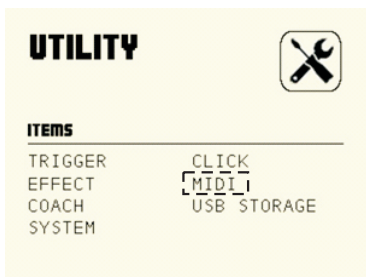 UTILITY
ITEMS
TRIGGER CLICK
EFFECT MIDI
COACH USB STORAGE
SYSTEM